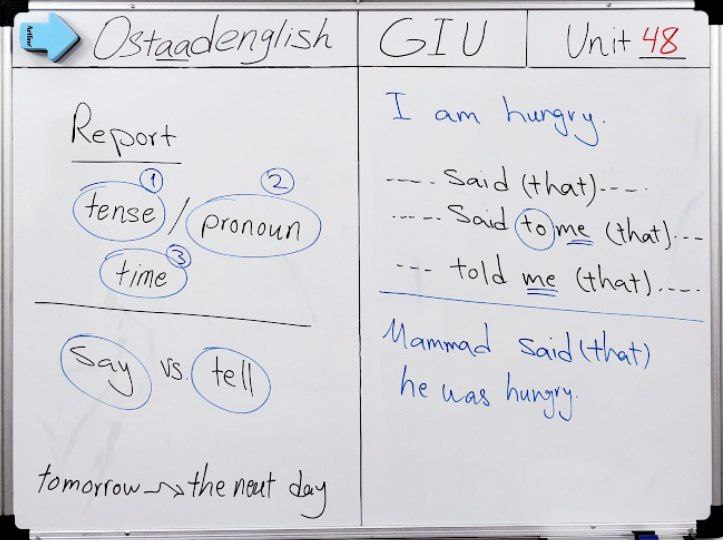 Ostaadenglish
GIU
Unit 48
Report
1
2
tense / pronoun
3
time
say vs. tell
tomorrow → the next day
I am hungry.
---- Said (that)----.
----- Said to me (that)---
--- told me (that)----
Mammad said (that)
he was hungry.